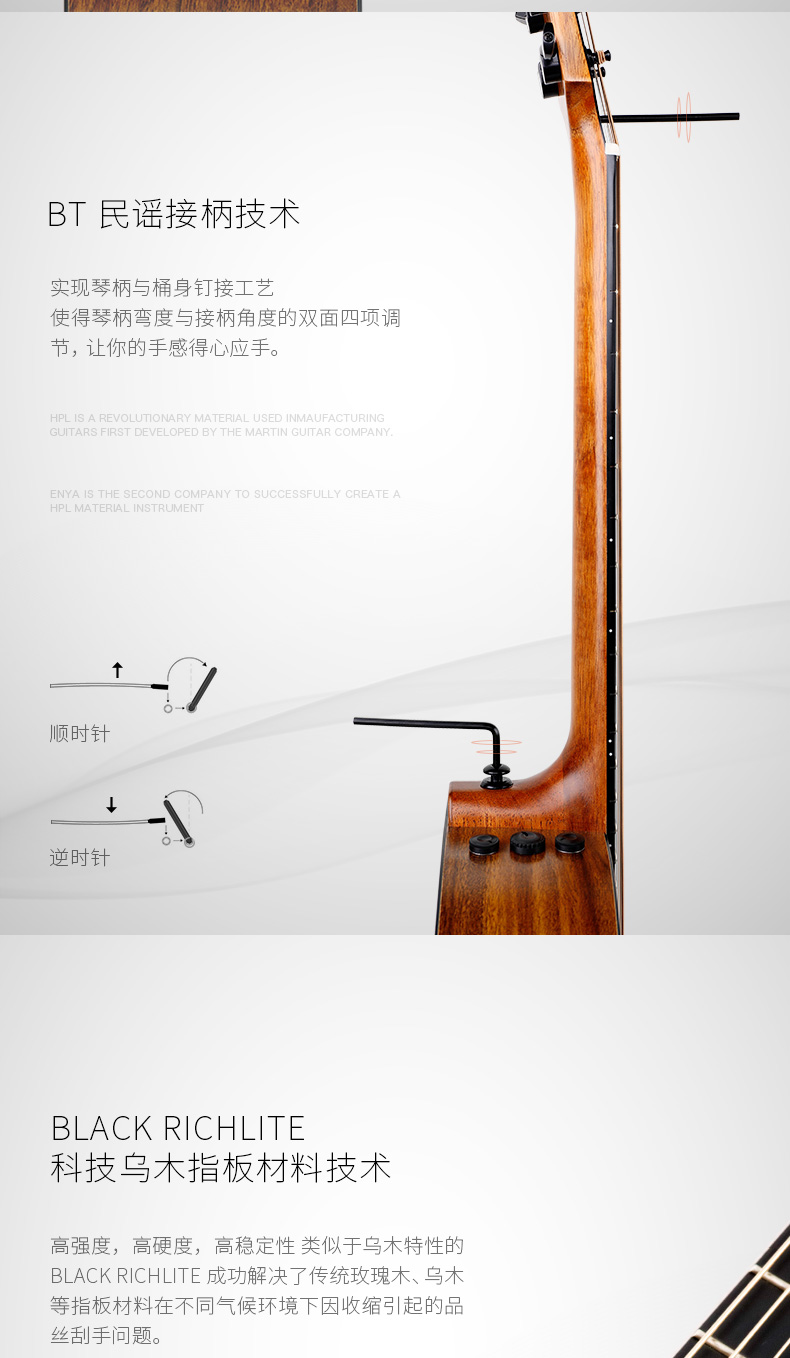 BT 民谣接柄技术
实现琴柄与桶身钉接工艺
使得琴柄弯度与接柄角度的双面四项调
节，让你的手感得心应手。
HPL IS A REVOLUTIONARY MATERIAL USED INMAUFACTURING
GUITARS FIRST DEVELOPED BY THE MARTIN GUITAR COMPANY.
ENYA IS THE SECOND COMPANY TO SUCCESSFULLY CREATE A
HPL MATERIAL INSTRUMENT
顺时针
逆时针
BLACK RICHLITE
科技乌木指板材料技术
高强度，高硬度，高稳定性 类似于乌木特性的
BLACK RICHLITE 成功解决了传统玫瑰木、乌木
等指板材料在不同气候环境下因收缩引起的品
丝刮手问题。